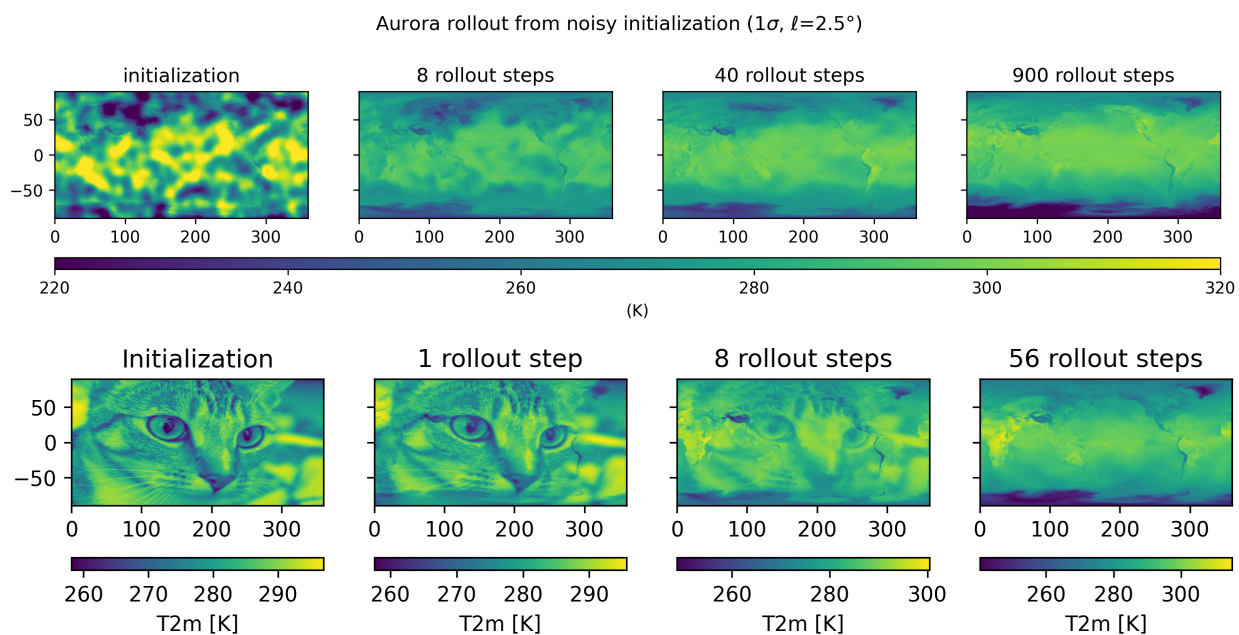 Aurora rollout from noisy initialization (1σ, ℓ=2.5°)
initialization 8 rollout steps 40 rollout steps 900 rollout steps
50
0
−50
0 100 200 300 0 100 200 300 0 100 200 300 0 100 200 300
220 240 260 280 300 320
(K)
Initialization 1 rollout step 8 rollout steps 56 rollout steps
50
0
−50
0 100 200 300 0 100 200 300 0 100 200 300 0 100 200 300
260 270 280 290 260 270 280 290 260 280 300 260 280 300
T2m [K] T2m [K] T2m [K] T2m [K]